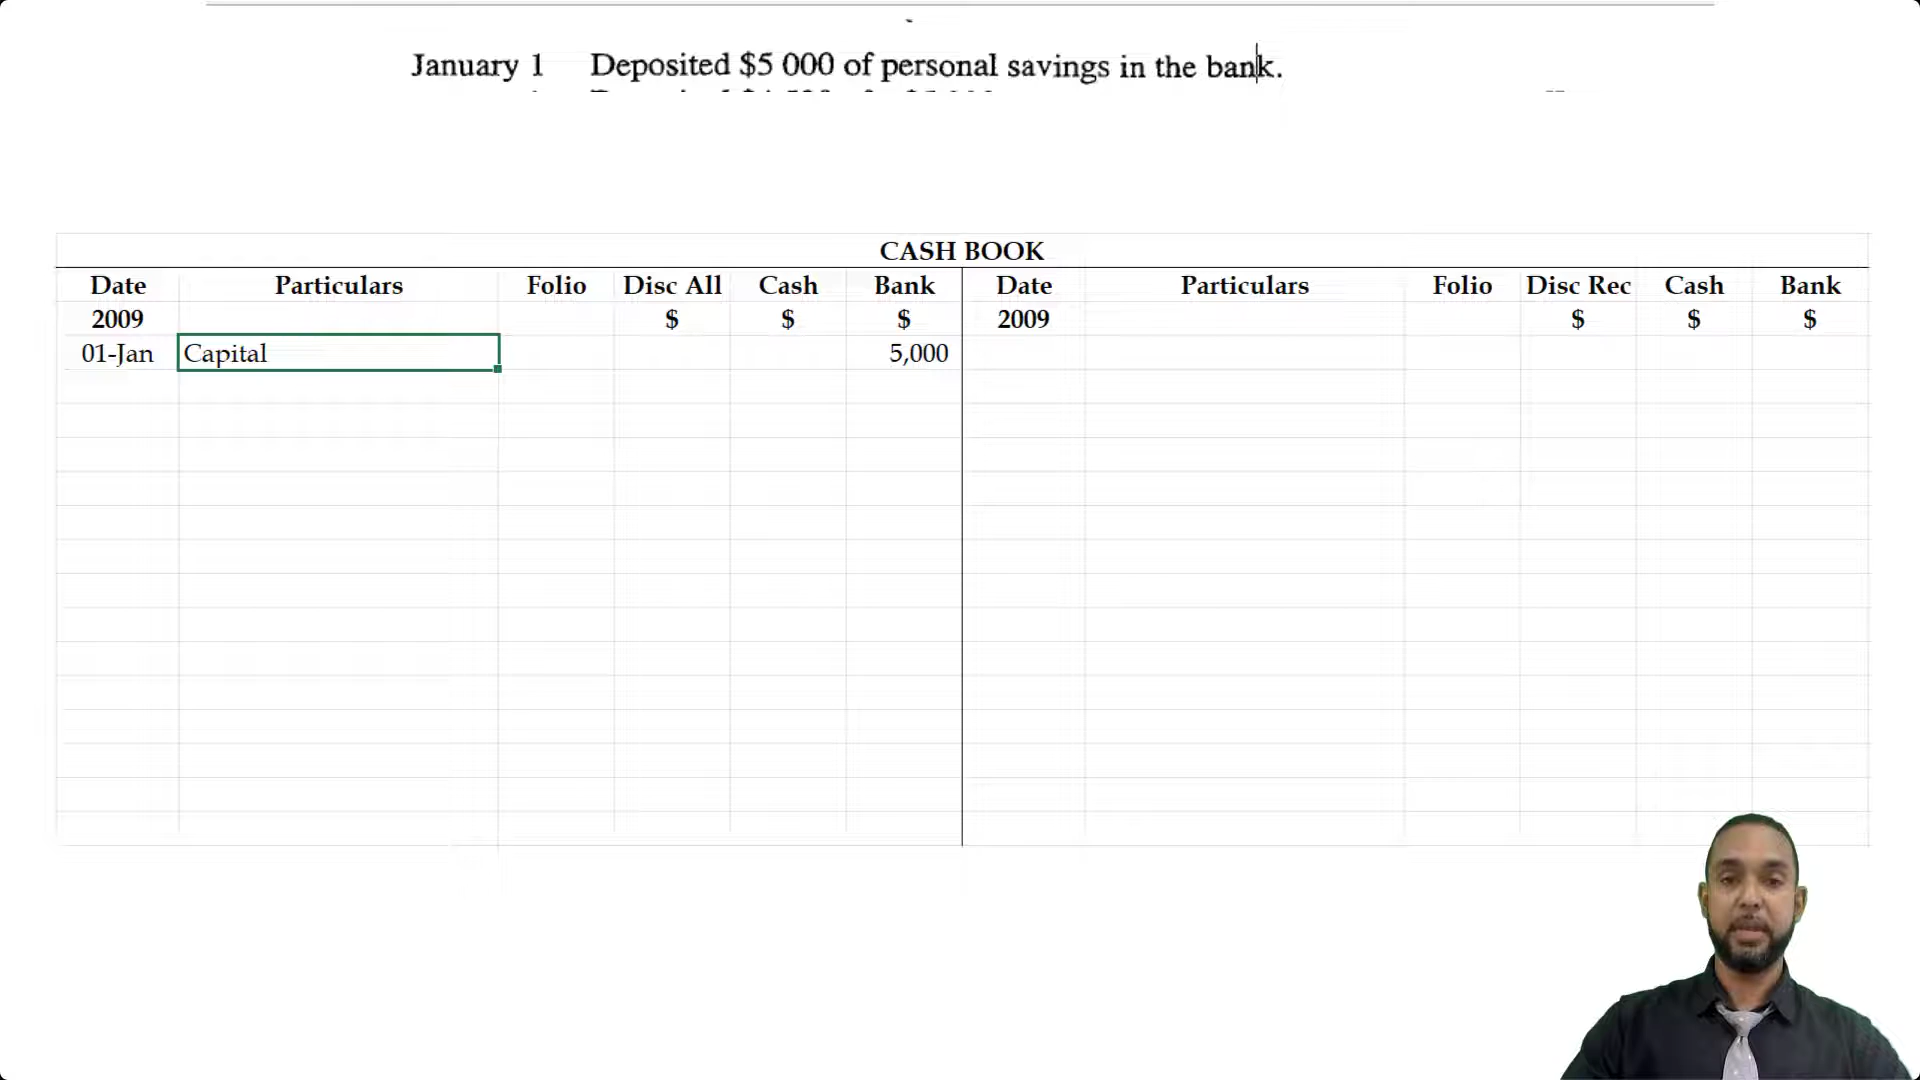 January 1 Deposited $5 000 of personal savings in the bank.
CASH BOOK
Date Particulars Folio Disc All Cash Bank Date Particulars Folio Disc Rec Cash Bank
2009 $ $ $ 2009 $ $ $
01-Jan Capital 5,000